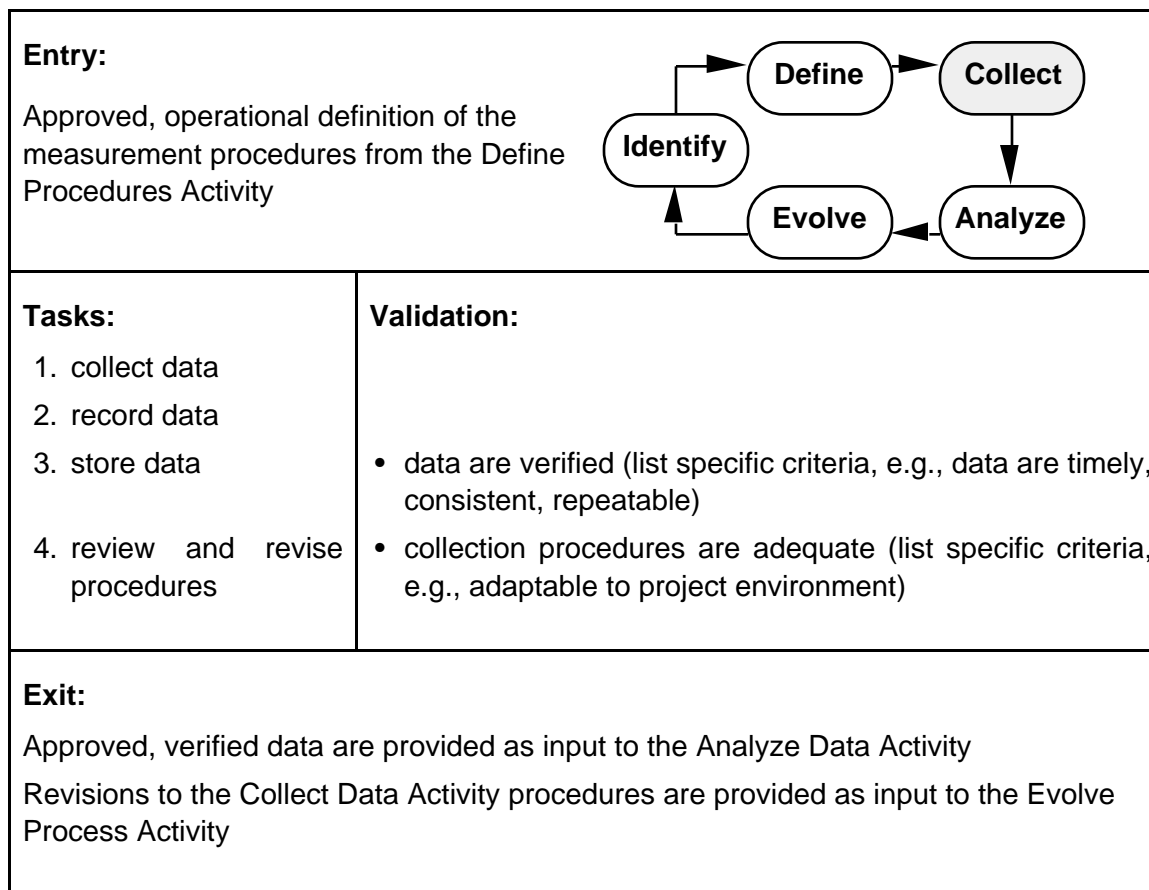 Entry:
Approved, operational definition of the
measurement procedures from the Define
Procedures Activity
Define
Collect
Identify
Evolve
Analyze
Tasks:
1. collect data
2. record data
3. store data
4. review and revise
procedures
Validation:
• data are verified (list specific criteria, e.g., data are timely,
consistent, repeatable)
• collection procedures are adequate (list specific criteria,
e.g., adaptable to project environment)
Exit:
Approved, verified data are provided as input to the Analyze Data Activity
Revisions to the Collect Data Activity procedures are provided as input to the Evolve
Process Activity